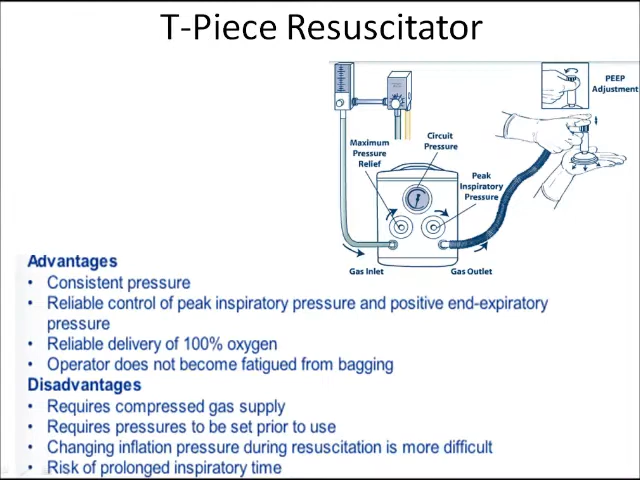 T-Piece Resuscitator
PEEP
Adjustment
Circuit
Pressure
Maximum
Pressure
Relief
Peak
Inspiratory
Pressure
Gas Inlet
Gas Outlet
Advantages
• Consistent pressure
• Reliable control of peak inspiratory pressure and positive end-expiratory
pressure
• Reliable delivery of 100% oxygen
• Operator does not become fatigued from bagging
Disadvantages
• Requires compressed gas supply
• Requires pressures to be set prior to use
• Changing inflation pressure during resuscitation is more difficult
• Risk of prolonged inspiratory time